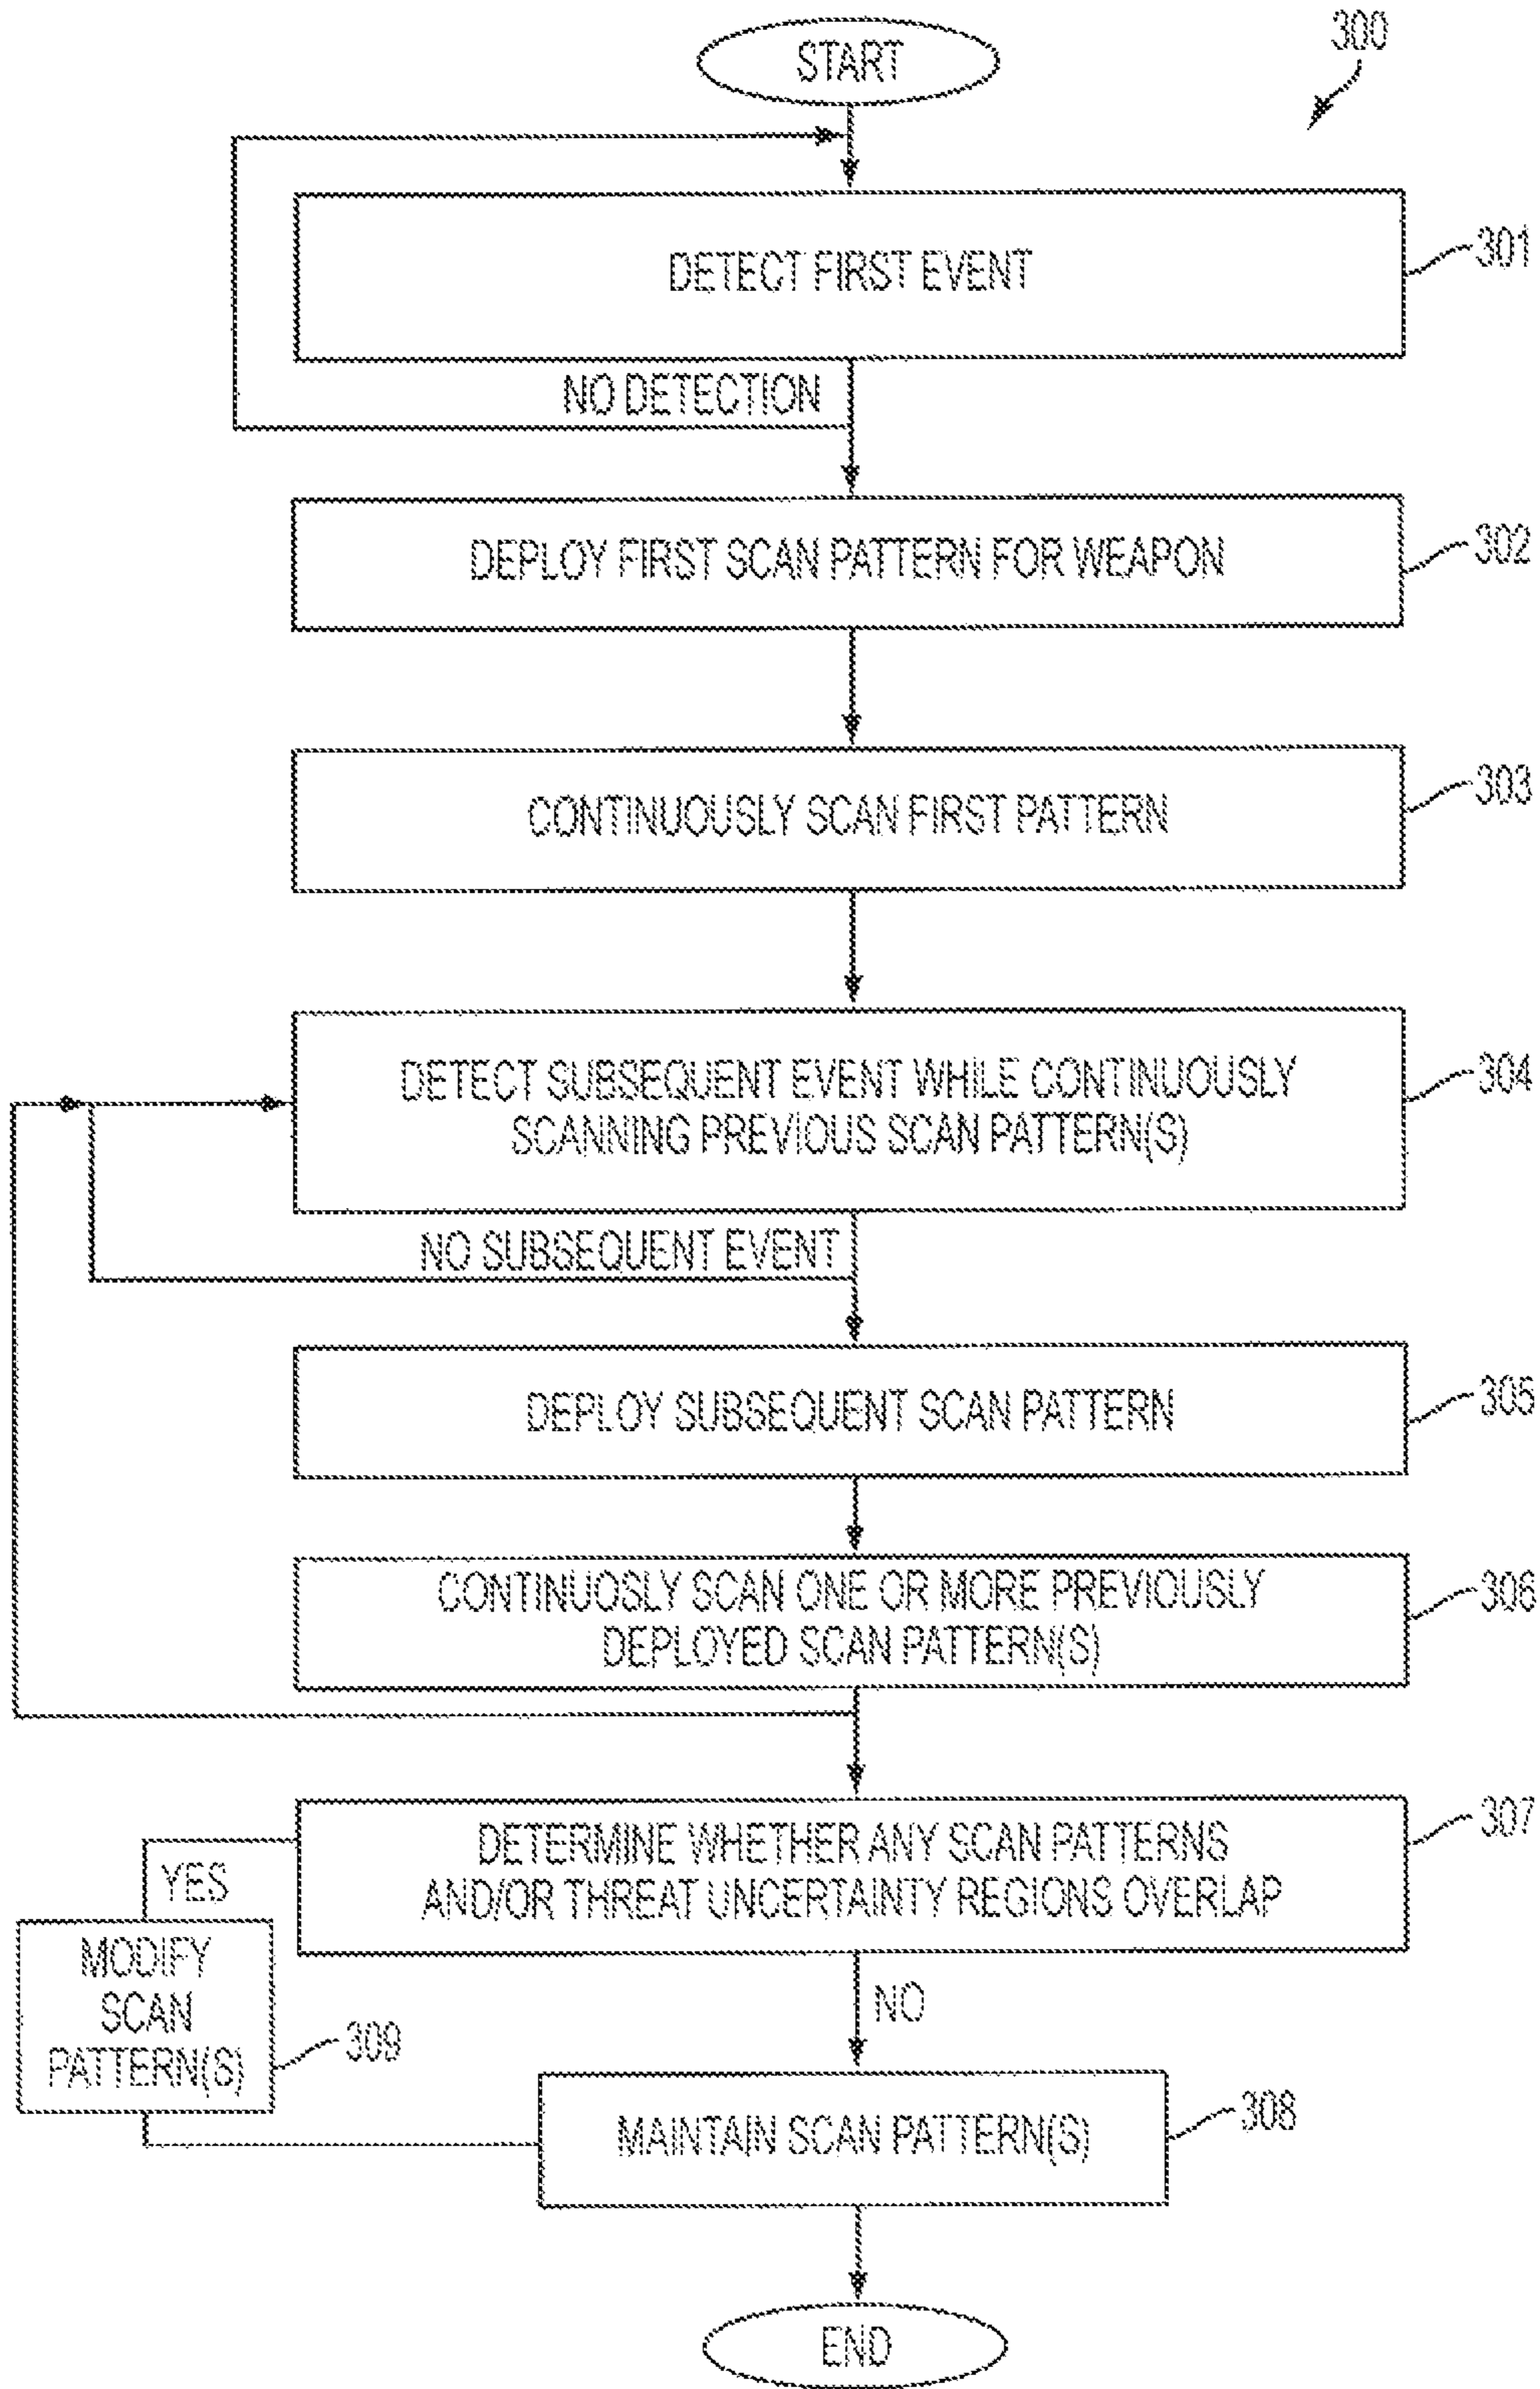 START
300
DETECT FIRST EVENT
301
NO DETECTION
DEPLOY FIRST SCAN PATTERN FOR WEAPON
302
CONTINUOUSLY SCAN FIRST PATTERN
303
DETECT SUBSEQUENT EVENT WHILE CONTINUOUSLY
SCANNING PREVIOUS SCAN PATTERN(S)
304
NO SUBSEQUENT EVENT
DEPLOY SUBSEQUENT SCAN PATTERN
305
CONTINUOSLY SCAN ONE OR MORE PREVIOUSLY
DEPLOYED SCAN PATTERN(S)
306
DETERMINE WHETHER ANY SCAN PATTERNS
AND/OR THREAT UNCERTAINTY REGIONS OVERLAP
307
YES
MODIFY
SCAN
PATTERN(S)
309
NO
MAINTAIN SCAN PATTERN(S)
308
END